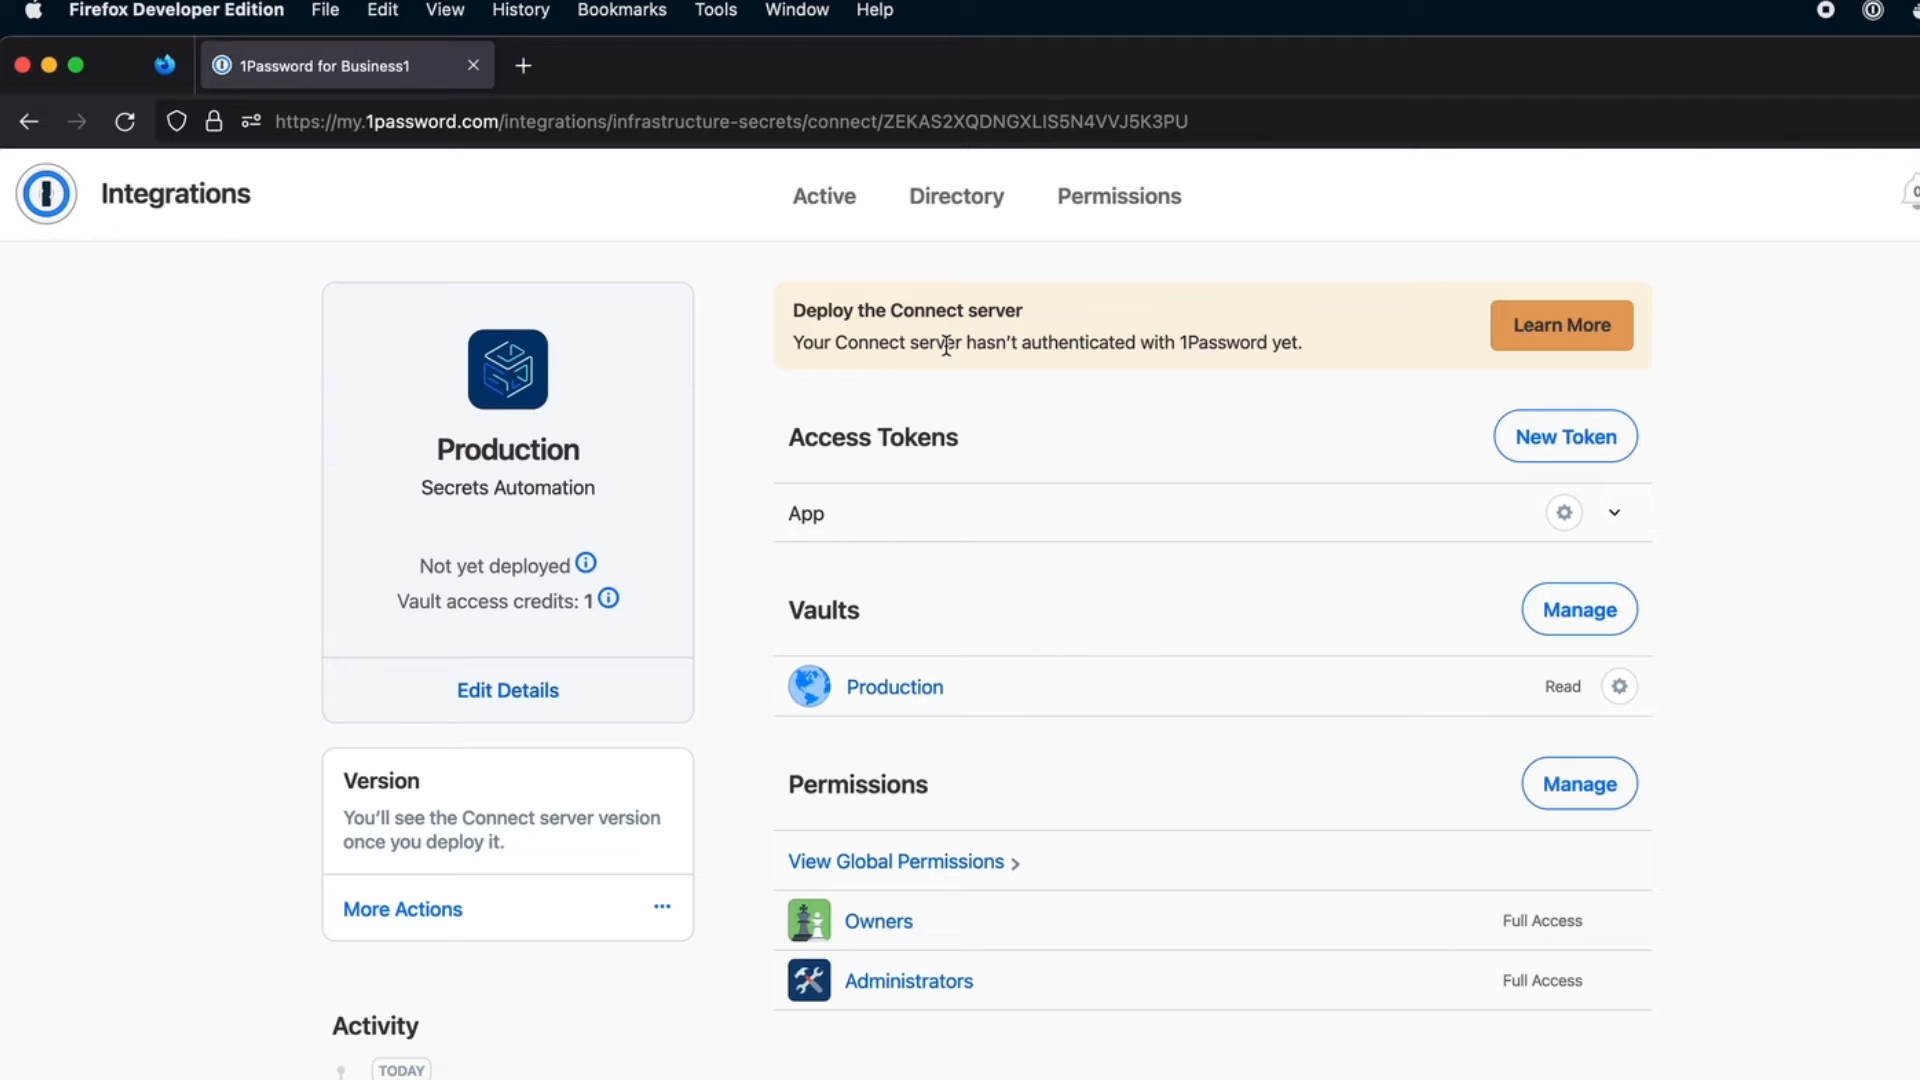 Firefox Developer Edition File Edit View History Bookmarks Tools Window Help
1Password for Business1
https://my.1password.com/integrations/infrastructure-secrets/connect/ZEKAS2XQDNGXLIS5N4VVJ5K3PU
Integrations
Active Directory Permissions
Production
Secrets Automation
Not yet deployed
Vault access credits: 1
Edit Details
Version
You'll see the Connect server version
once you deploy it.
More Actions
Activity
TODAY
Deploy the Connect server
Your Connect server hasn't authenticated with 1Password yet.
Learn More
Access Tokens
New Token
App
Vaults
Manage
Production
Read
Permissions
Manage
View Global Permissions >
Owners
Full Access
Administrators
Full Access